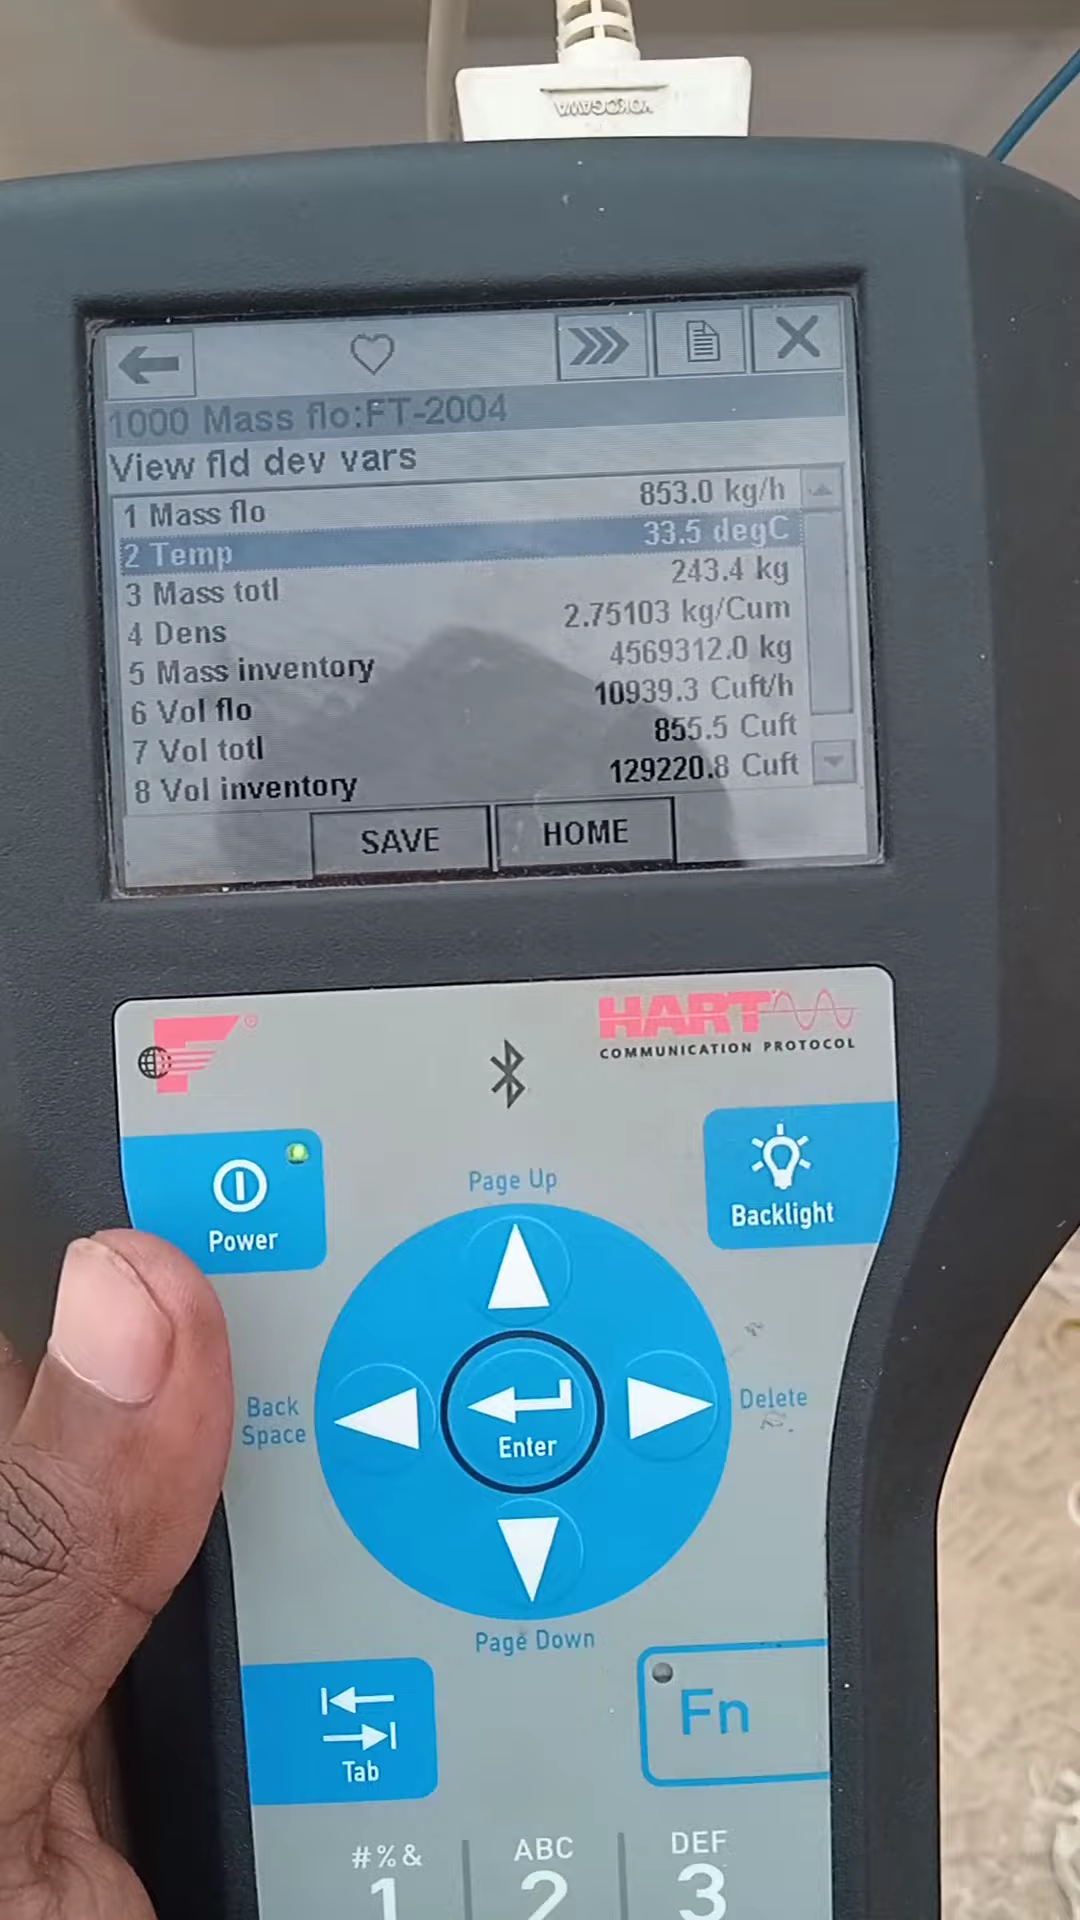 YOKOGAWA
1000 Mass flo:FT-2004
View fld dev vars
1 Mass flo 853.0 kg/h
2 Temp 33.5 degC
3 Mass totl 243.4 kg
4 Dens 2.75103 kg/Cum
5 Mass inventory 4569312.0 kg
6 Vol flo 10939.3 Cuft/h
7 Vol totl 855.5 Cuft
8 Vol inventory 129220.8 Cuft
SAVE HOME
F
HART
COMMUNICATION PROTOCOL
Power
Page Up
Backlight
Back
Space
Enter
Delete
Page Down
Tab
Fn
#%& ABC DEF
1 2 3